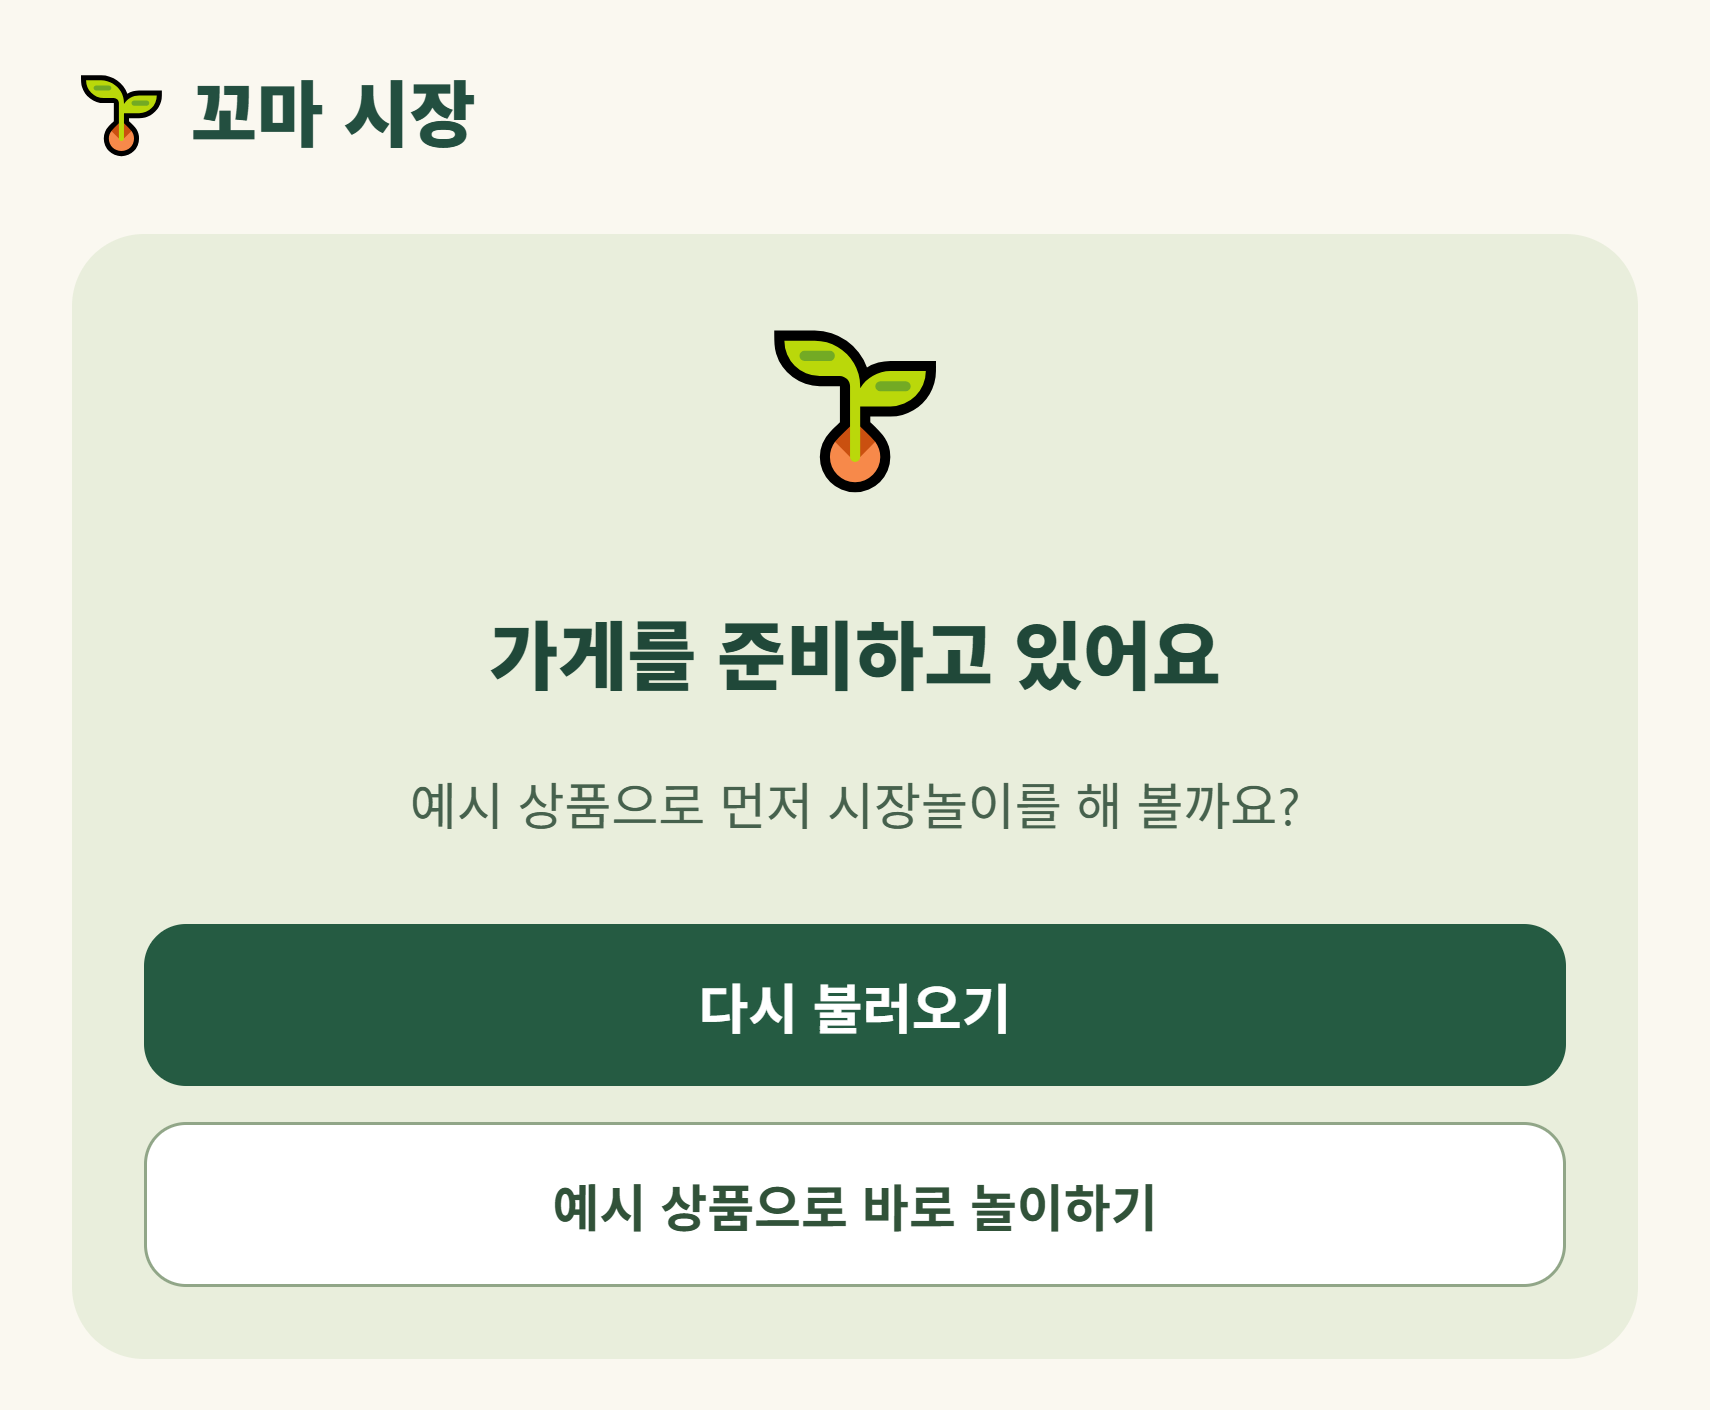 꼬마 시장
가게를 준비하고 있어요
예시 상품으로 먼저 시장놀이를 해 볼까요?
다시 불러오기
예시 상품으로 바로 놀이하기